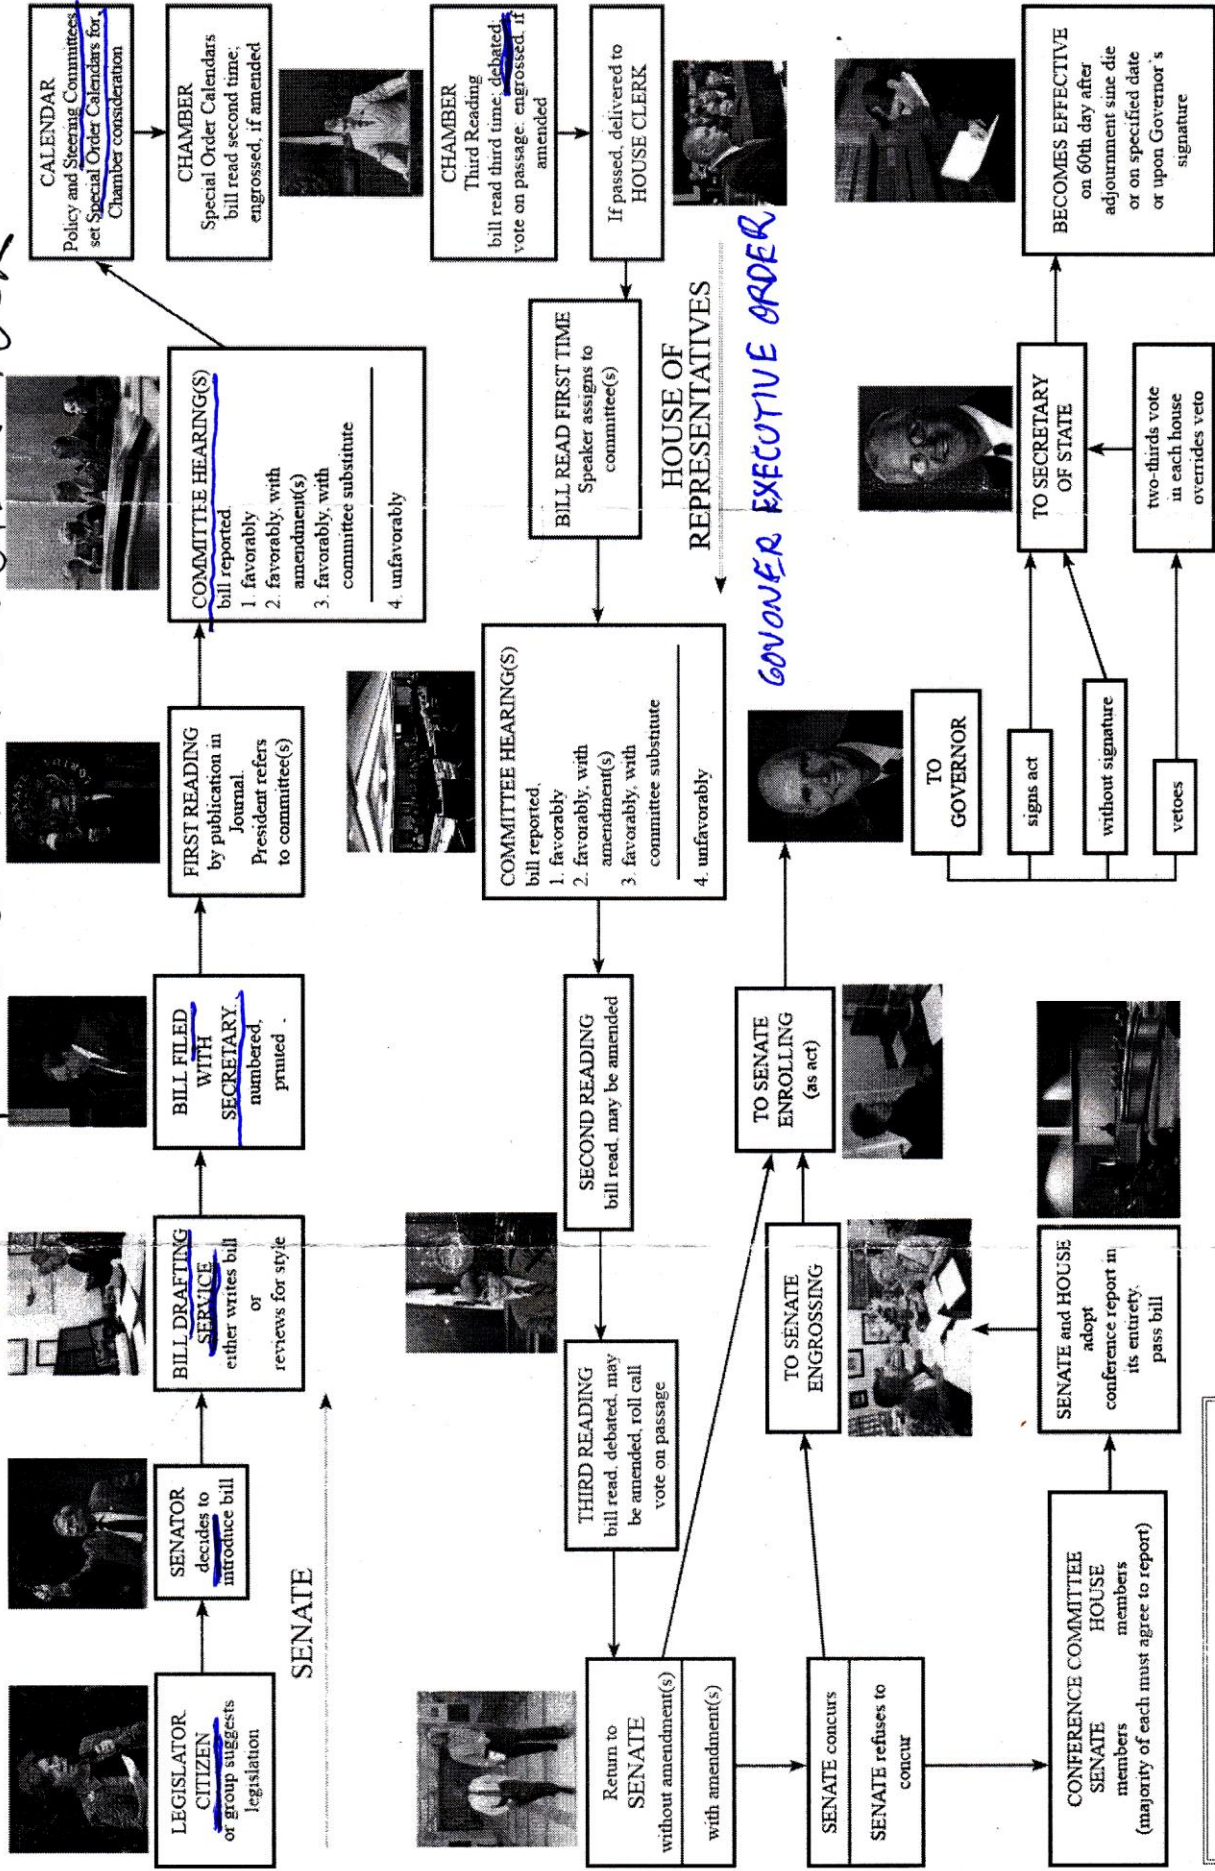 LEGISLATOR
CITIZEN
or group suggests
legislation
SENATOR
decides to
introduce bill
BILL DRAFTING
SERVICE
either writes bill
or
reviews for style
BILL FILED
WITH
SECRETARY,
numbered,
printed
FIRST READING
by publication in
Journal.
President refers
to committee(s)
COMMITTEE HEARING(S)
bill reported
1. favorably
2. favorably, with
amendment(s)
3. favorably, with
committee substitute
4. unfavorably
CALENDAR
Policy and Steering Committees
set Special Order Calendars for
Chamber consideration
SENATE
CHAMBER
Special Order Calendars
bill read second time;
engrossed, if amended
CHAMBER
Third Reading
bill read third time; debated;
vote on passage; engrossed, if
amended
If passed, delivered to
HOUSE CLERK
BILL READ FIRST TIME
Speaker assigns to
committee(s)
HOUSE OF
REPRESENTATIVES
COMMITTEE HEARING(S)
bill reported,
1. favorably
2. favorably, with
amendment(s)
3. favorably, with
committee substitute
4. unfavorably
SECOND READING
bill read, may be amended
THIRD READING
bill read, debated, may
be amended, roll call
vote on passage
Return to
SENATE
without amendment(s)
with amendment(s)
SENATE concurs
SENATE refuses to
concur
CONFERENCE COMMITTEE
SENATE HOUSE
members members
(majority of each must agree to report)
SENATE and HOUSE
adopt
conference report in
its entirety,
pass bill
TO SENATE
ENGROSSING
TO SENATE
ENROLLING
(as act)
GOVONER EXECUTIVE ORDER
TO
GOVERNOR
signs act
without signature
vetoes
two-thirds vote
in each house
overrides veto
TO SECRETARY
OF STATE
BECOMES EFFECTIVE
on 60th day after
adjournment sine die
or on specified date
or upon Governor's
signature